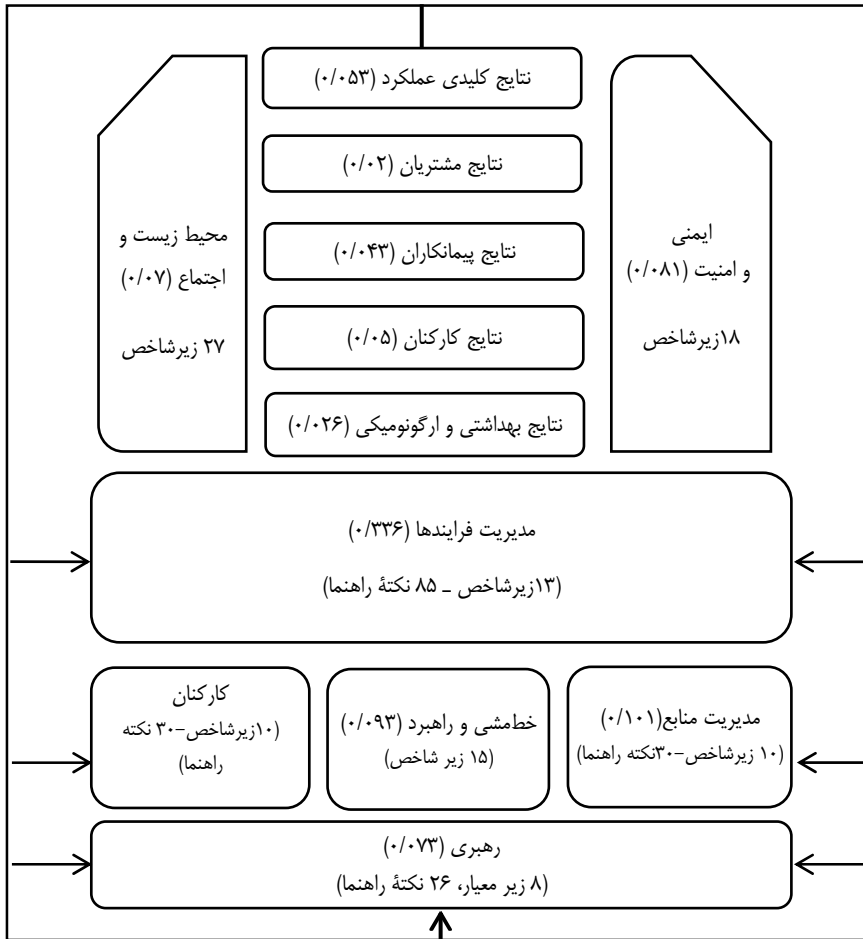 نتایج کلیدی عملکرد (۰/۰۵۳)
نتایج مشتریان (۰/۰۲)
نتایج پیمانکاران (۰/۰۴۳)
نتایج کارکنان (۰/۰۵)
نتایج بهداشتی و ارگونومیکی (۰/۰۲۶)
ایمنی
و امنیت (۰/۰۸۱)
۱۸زیرشاخص
محیط زیست و
اجتماع (۰/۰۷)
۲۷ زیرشاخص
مدیریت فرایندها (۰/۳۳۶)
(۱۳زیرشاخص ـ ۸۵ نکتۀ راهنما)
مدیریت منابع(۰/۱۰۱)
(۱۰ زیرشاخص-۳۰نکته راهنما)
خط‌مشی و راهبرد (۰/۰۹۳)
(۱۵ زیر شاخص)
کارکنان
(۱۰زیرشاخص-۳۰ نکته
راهنما)
رهبری (۰/۰۷۳)
(۸ زیر معیار، ۲۶ نکتۀ راهنما)